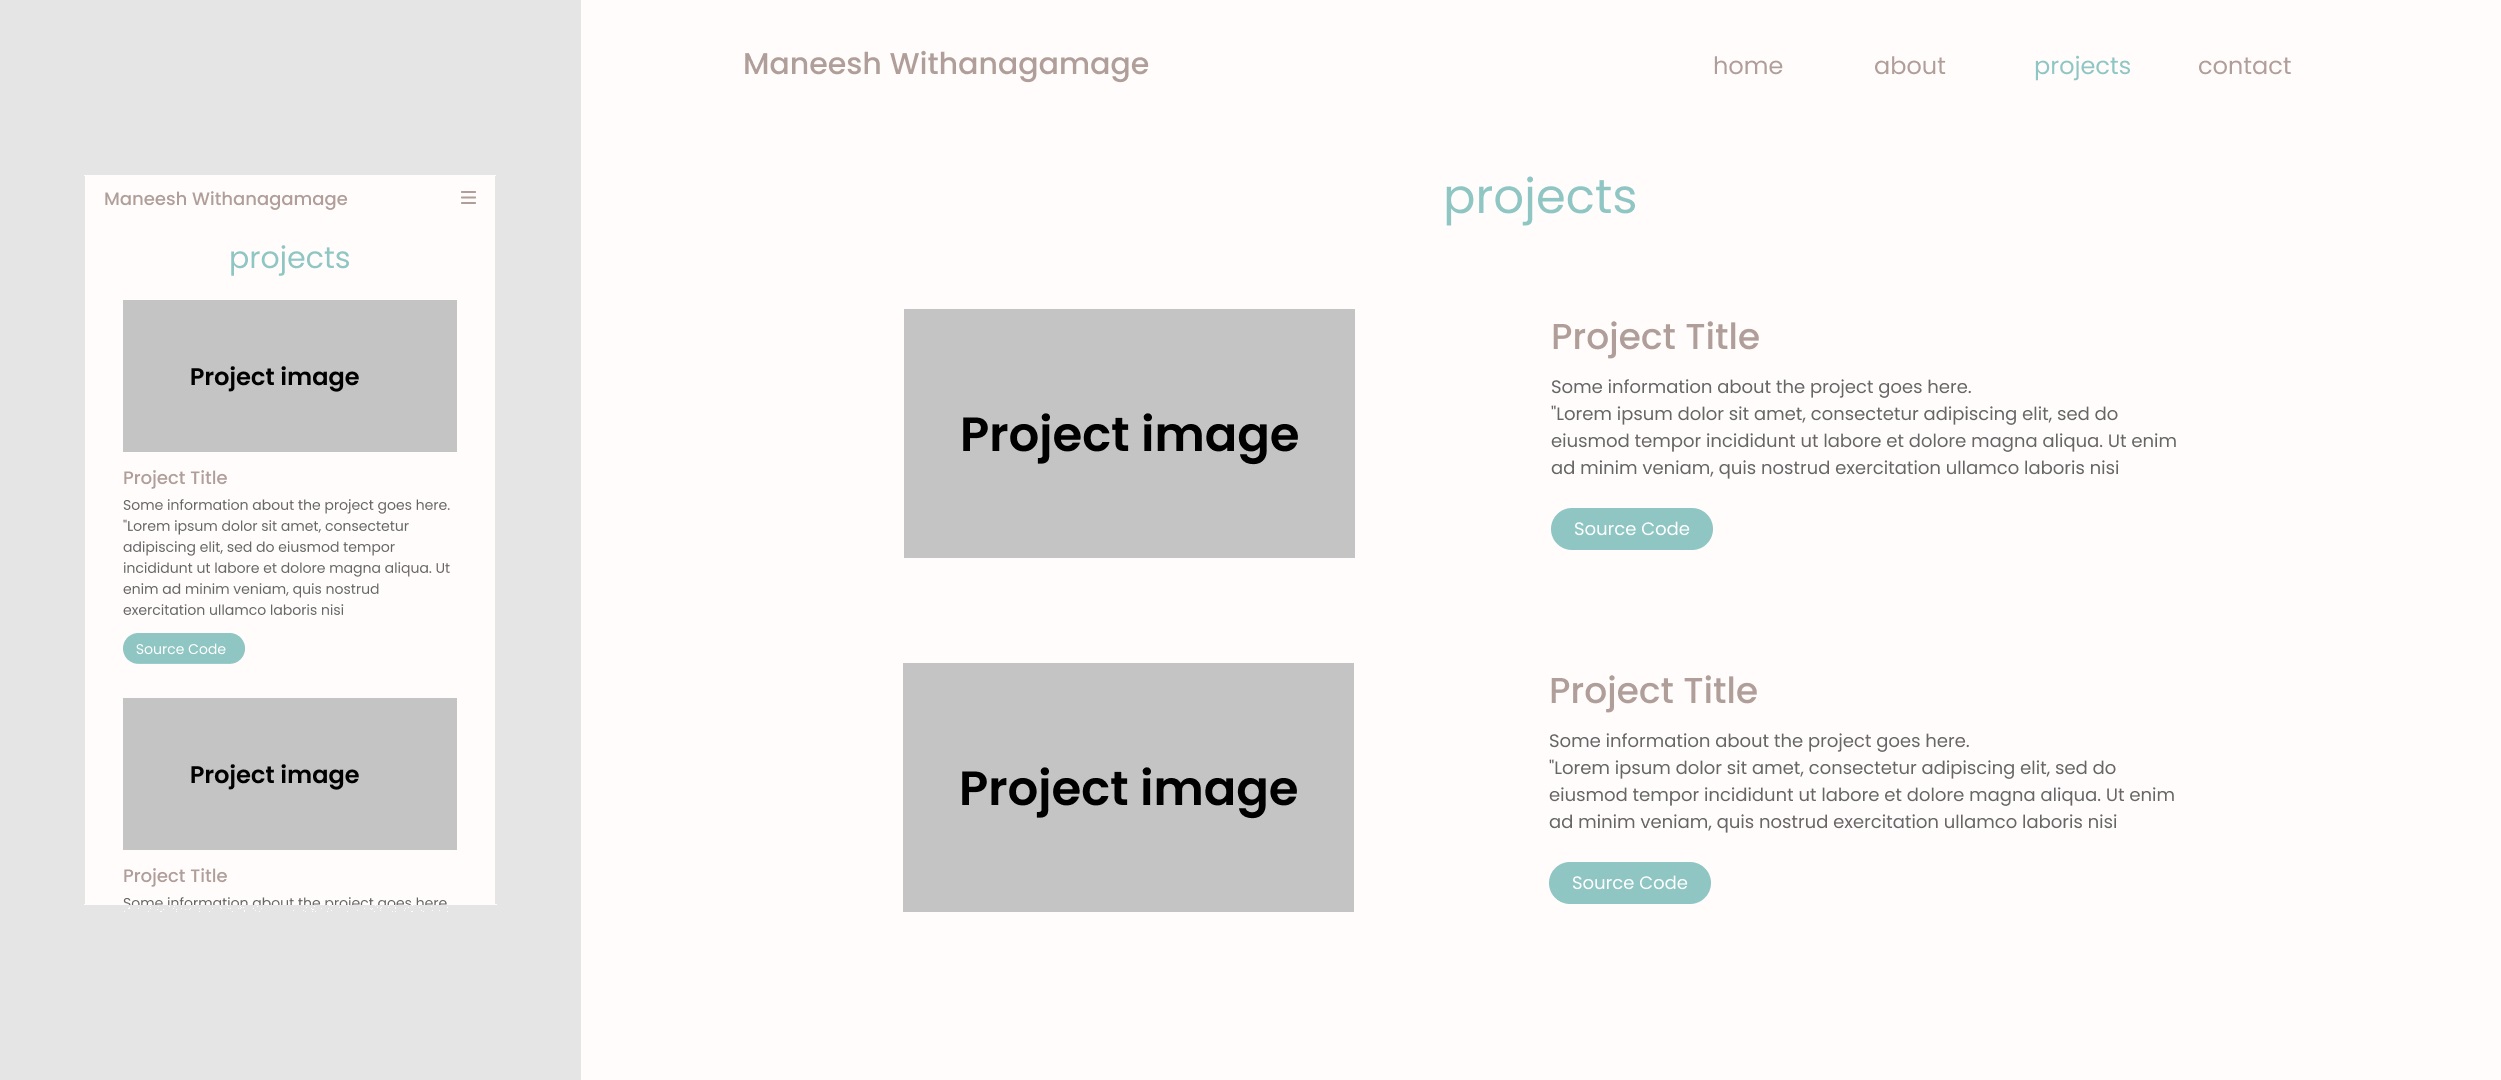 Maneesh Withanagamage
projects
Project image
Project Title
Some information about the project goes here.
"Lorem ipsum dolor sit amet, consectetur
adipiscing elit, sed do eiusmod tempor
incididunt ut labore et dolore magna aliqua. Ut
enim ad minim veniam, quis nostrud
exercitation ullamco laboris nisi
Source Code
Project image
Project Title
Some information about the project goes here.
Maneesh Withanagamage
home about projects contact
projects
Project image
Project Title
Some information about the project goes here.
"Lorem ipsum dolor sit amet, consectetur adipiscing elit, sed do
eiusmod tempor incididunt ut labore et dolore magna aliqua. Ut enim
ad minim veniam, quis nostrud exercitation ullamco laboris nisi
Source Code
Project image
Project Title
Some information about the project goes here.
"Lorem ipsum dolor sit amet, consectetur adipiscing elit, sed do
eiusmod tempor incididunt ut labore et dolore magna aliqua. Ut enim
ad minim veniam, quis nostrud exercitation ullamco laboris nisi
Source Code